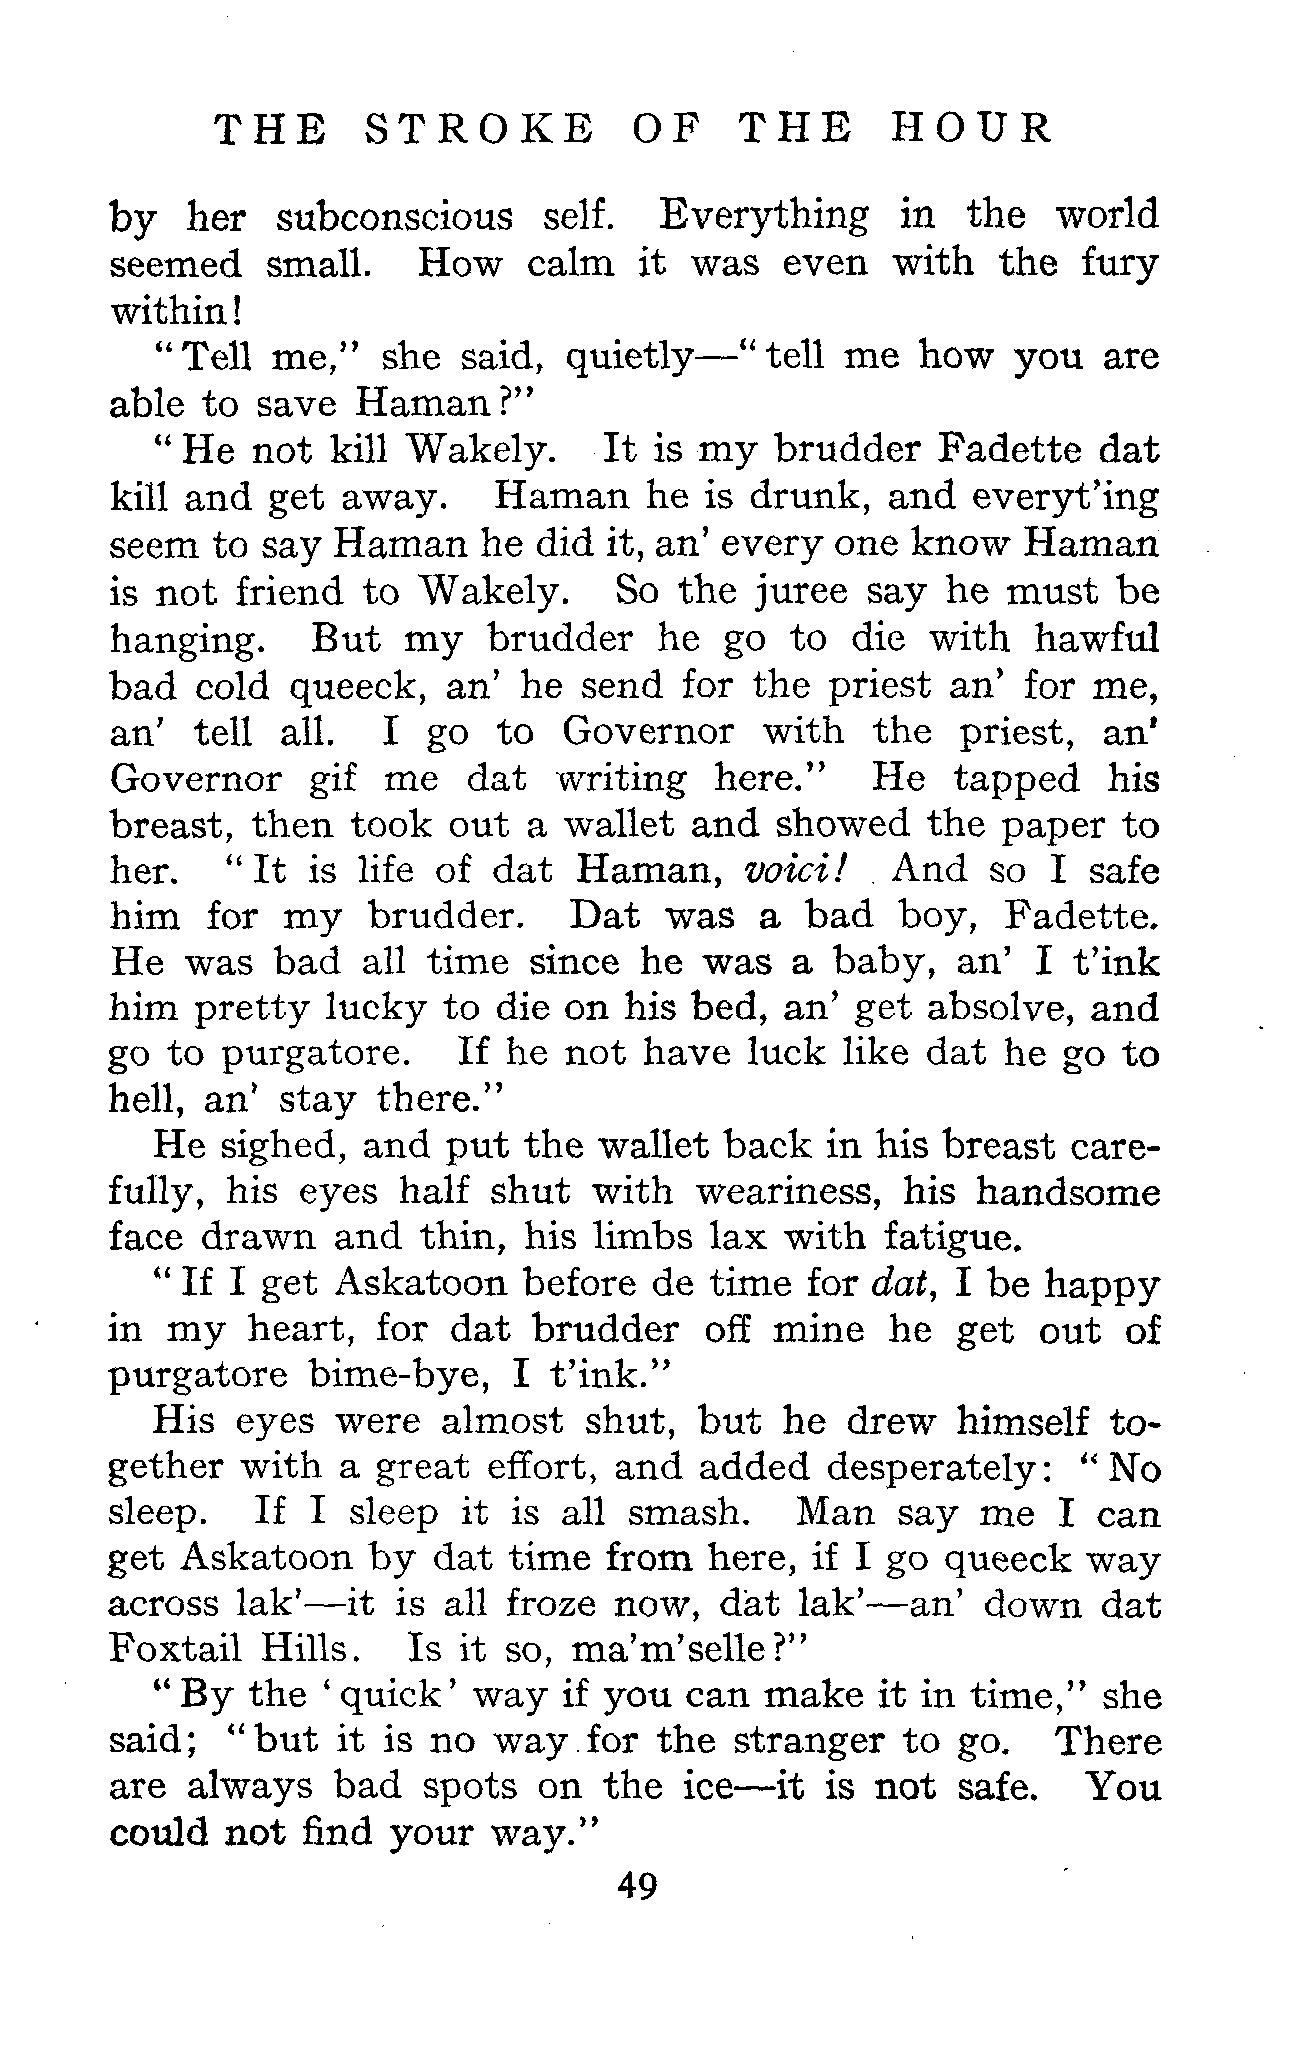 THE STROKE OF THE HOUR
by her subconscious self. Everything in the world
seemed small. How calm it was even with the fury
within!
"Tell me," she said, quietly—"tell me how you are
able to save Haman?"
"He not kill Wakely. It is my brudder Fadette dat
kill and get away. Haman he is drunk, and everyt'ing
seem to say Haman he did it, an' every one know Haman
is not friend to Wakely. So the juree say he must be
hanging. But my brudder he go to die with hawful
bad cold queeck, an' he send for the priest an' for me,
an' tell all. I go to Governor with the priest, an'
Governor gif me dat writing here." He tapped his
breast, then took out a wallet and showed the paper to
her. "It is life of dat Haman, voici! And so I safe
him for my brudder. Dat was a bad boy, Fadette.
He was bad all time since he was a baby, an' I t'ink
him pretty lucky to die on his bed, an' get absolve, and
go to purgatore. If he not have luck like dat he go to
hell, an' stay there."
He sighed, and put the wallet back in his breast care-
fully, his eyes half shut with weariness, his handsome
face drawn and thin, his limbs lax with fatigue.
"If I get Askatoon before de time for dat, I be happy
in my heart, for dat brudder off mine he get out of
purgatore bime-bye, I t'ink."
His eyes were almost shut, but he drew himself to-
gether with a great effort, and added desperately: "No
sleep. If I sleep it is all smash. Man say me I can
get Askatoon by dat time from here, if I go queeck way
across lak'—it is all froze now, dat lak'—an' down dat
Foxtail Hills. Is it so, ma'm'selle?"
"By the 'quick' way if you can make it in time," she
said; "but it is no way for the stranger to go. There
are always bad spots on the ice—it is not safe. You
could not find your way."
49